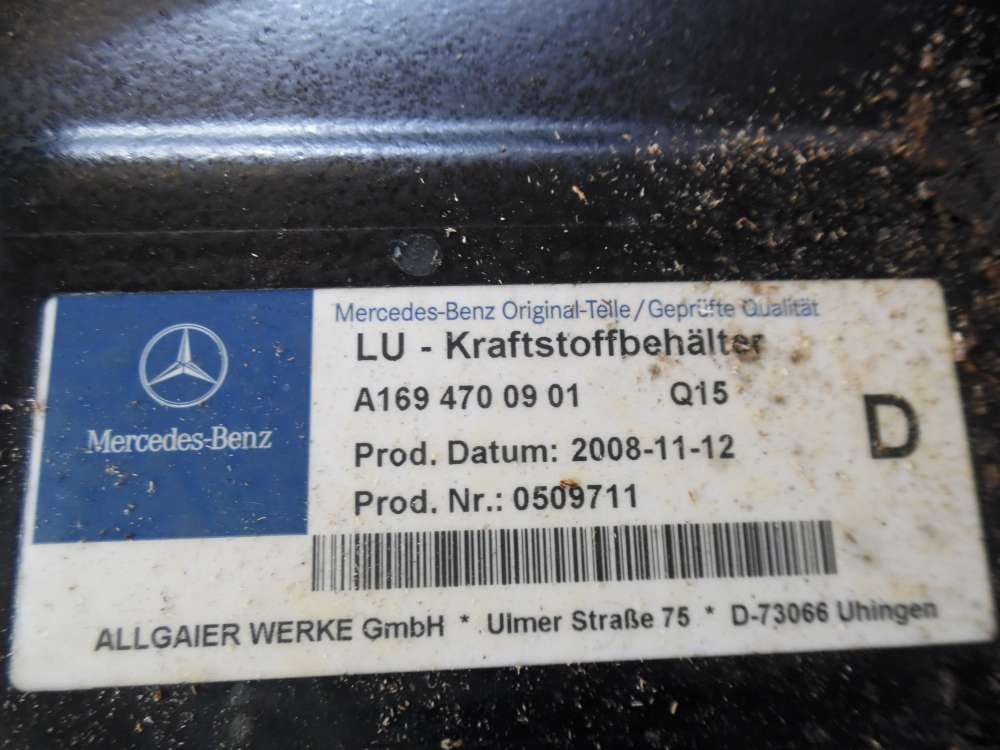 Mercedes-Benz Original-Teile/Geprüfte Qualität
LU - Kraftstoffbehälter
A169 470 09 01 Q15
D
Mercedes-Benz
Prod. Datum: 2008-11-12
Prod. Nr.: 0509711
ALLGAIER WERKE GmbH * Ulmer Straße 75 * D-73066 Uhingen